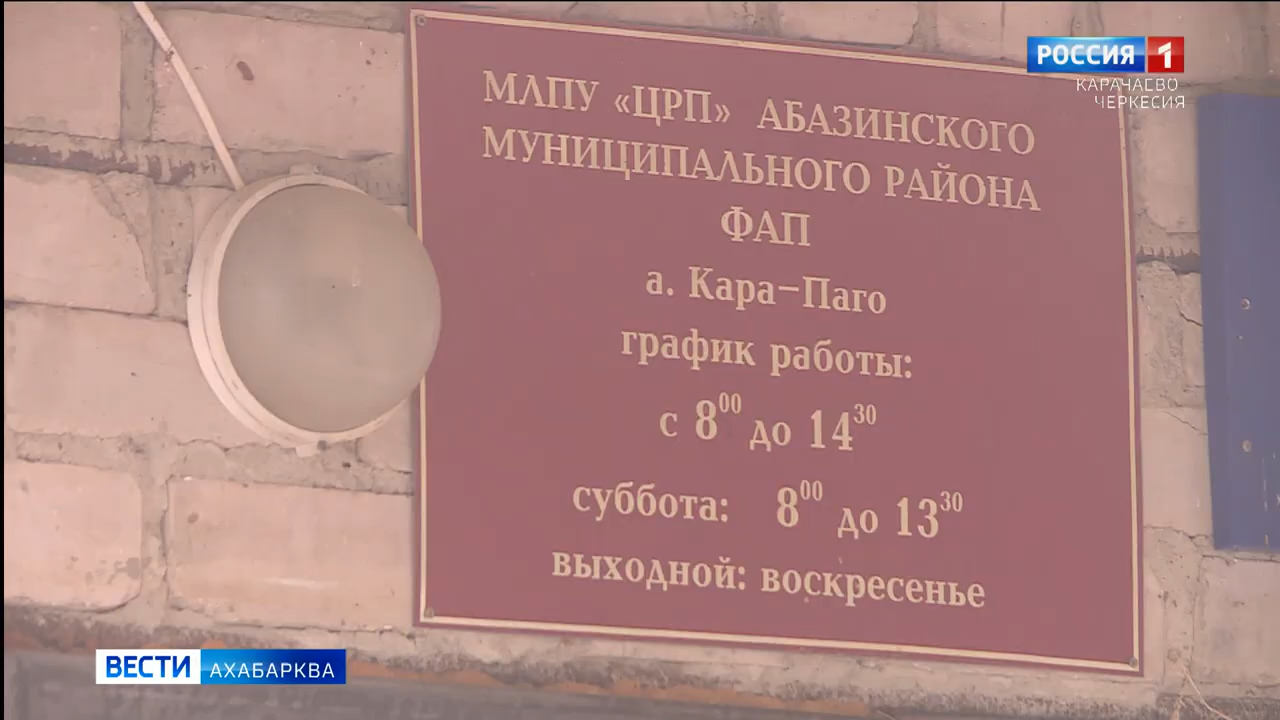 РОССИЯ 1
КАРАЧАЕВО
ЧЕРКЕСИЯ
МЛПУ «ЦРП» АБАЗИНСКОГО
МУНИЦИПАЛЬНОГО РАЙОНА
ФАП
а. Кара-Паго
график работы:
с 8⁰⁰ до 14³⁰
суббота: 8⁰⁰ до 13³⁰
выходной: воскресенье
ВЕСТИ АХАБАРКВА